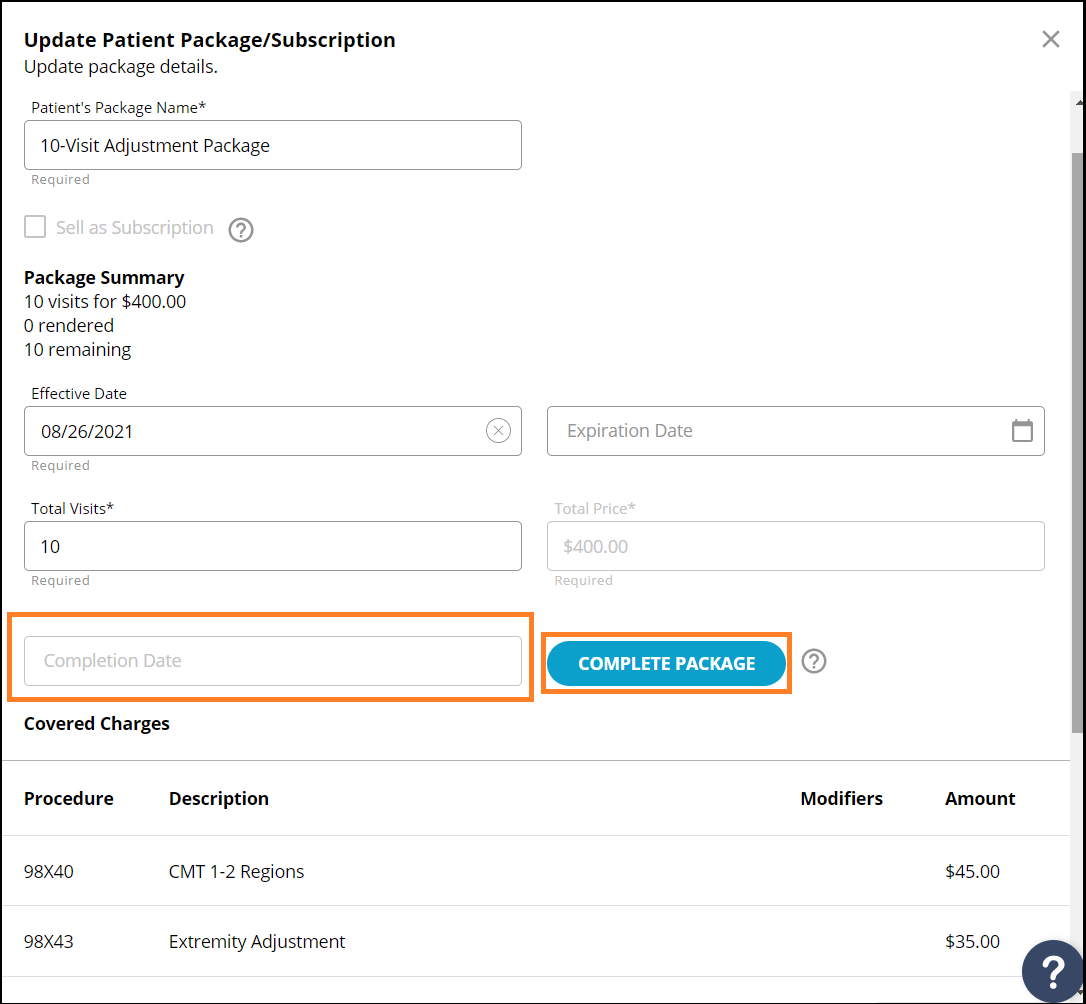 Update Patient Package/Subscription
Update package details.
Patient's Package Name*
10-Visit Adjustment Package
Required
Sell as Subscription ?
Package Summary
10 visits for $400.00
0 rendered
10 remaining
Effective Date
08/26/2021
Expiration Date
Required
Total Visits*
Total Price*
10
$400.00
Required
Required
Completion Date
COMPLETE PACKAGE ?
Covered Charges
Procedure Description Modifiers Amount
98X40 CMT 1-2 Regions $45.00
98X43 Extremity Adjustment $35.00
?